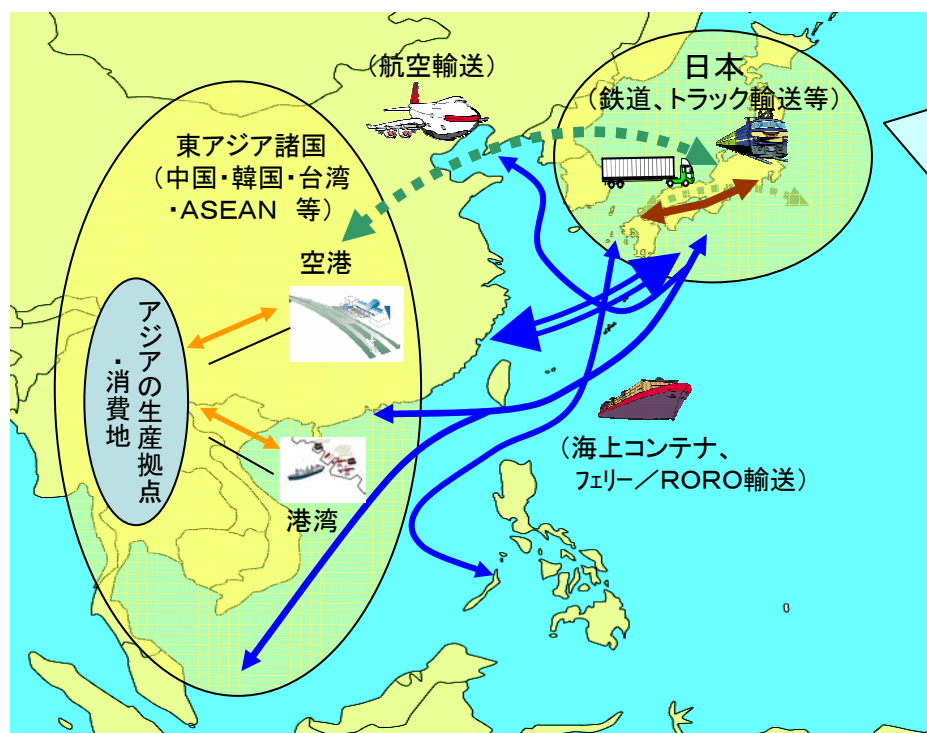 （航空輸送）
日本
（鉄道、トラック輸送等）
東アジア諸国
（中国・韓国・台湾
・ＡＳＥＡＮ　等）
空港
アジアの生産拠点
・消費地
港湾
（海上コンテナ、
ﾌｪﾘｰ／ＲＯＲＯ輸送）